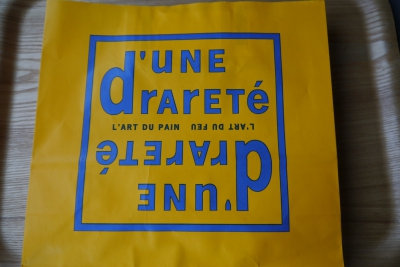 d'UNE
drareté
L'ART DU PAIN L'ART DU FEU
drareté
d'UNE